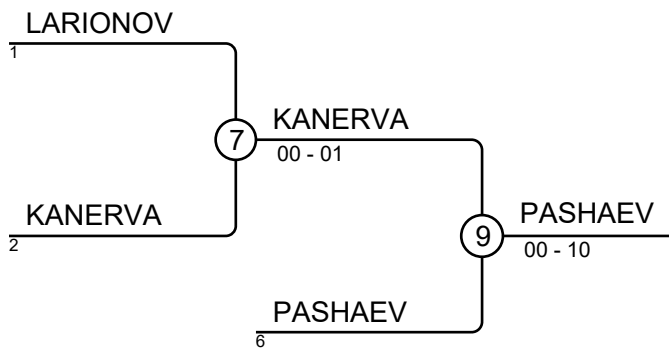 LARIONOV
1
7
KANERVA
00 - 01
KANERVA
2
9
PASHAEV
00 - 10
PASHAEV
6